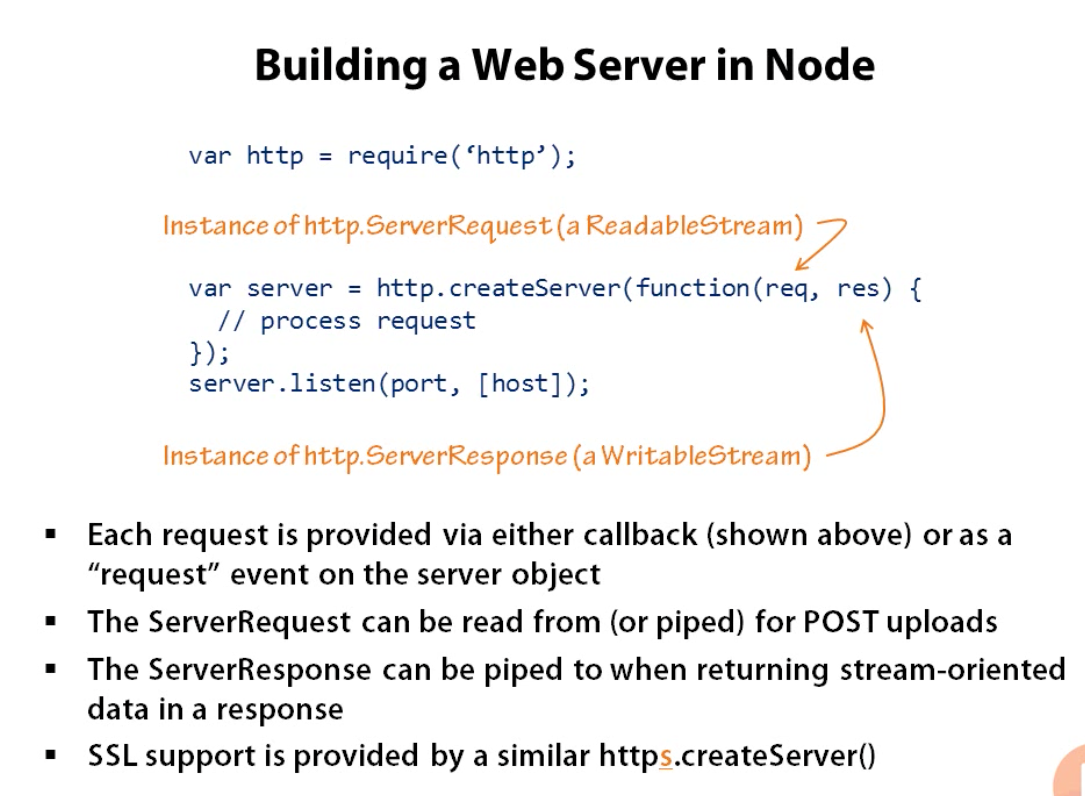 Building a Web Server in Node
var http = require(‘http’);
Instance of http.ServerRequest (a ReadableStream)
var server = http.createServer(function(req, res) {
// process request
});
server.listen(port, [host]);
Instance of http.ServerResponse (a WritableStream)
▪ Each request is provided via either callback (shown above) or as a
“request” event on the server object
▪ The ServerRequest can be read from (or piped) for POST uploads
▪ The ServerResponse can be piped to when returning stream-oriented
data in a response
▪ SSL support is provided by a similar https.createServer()